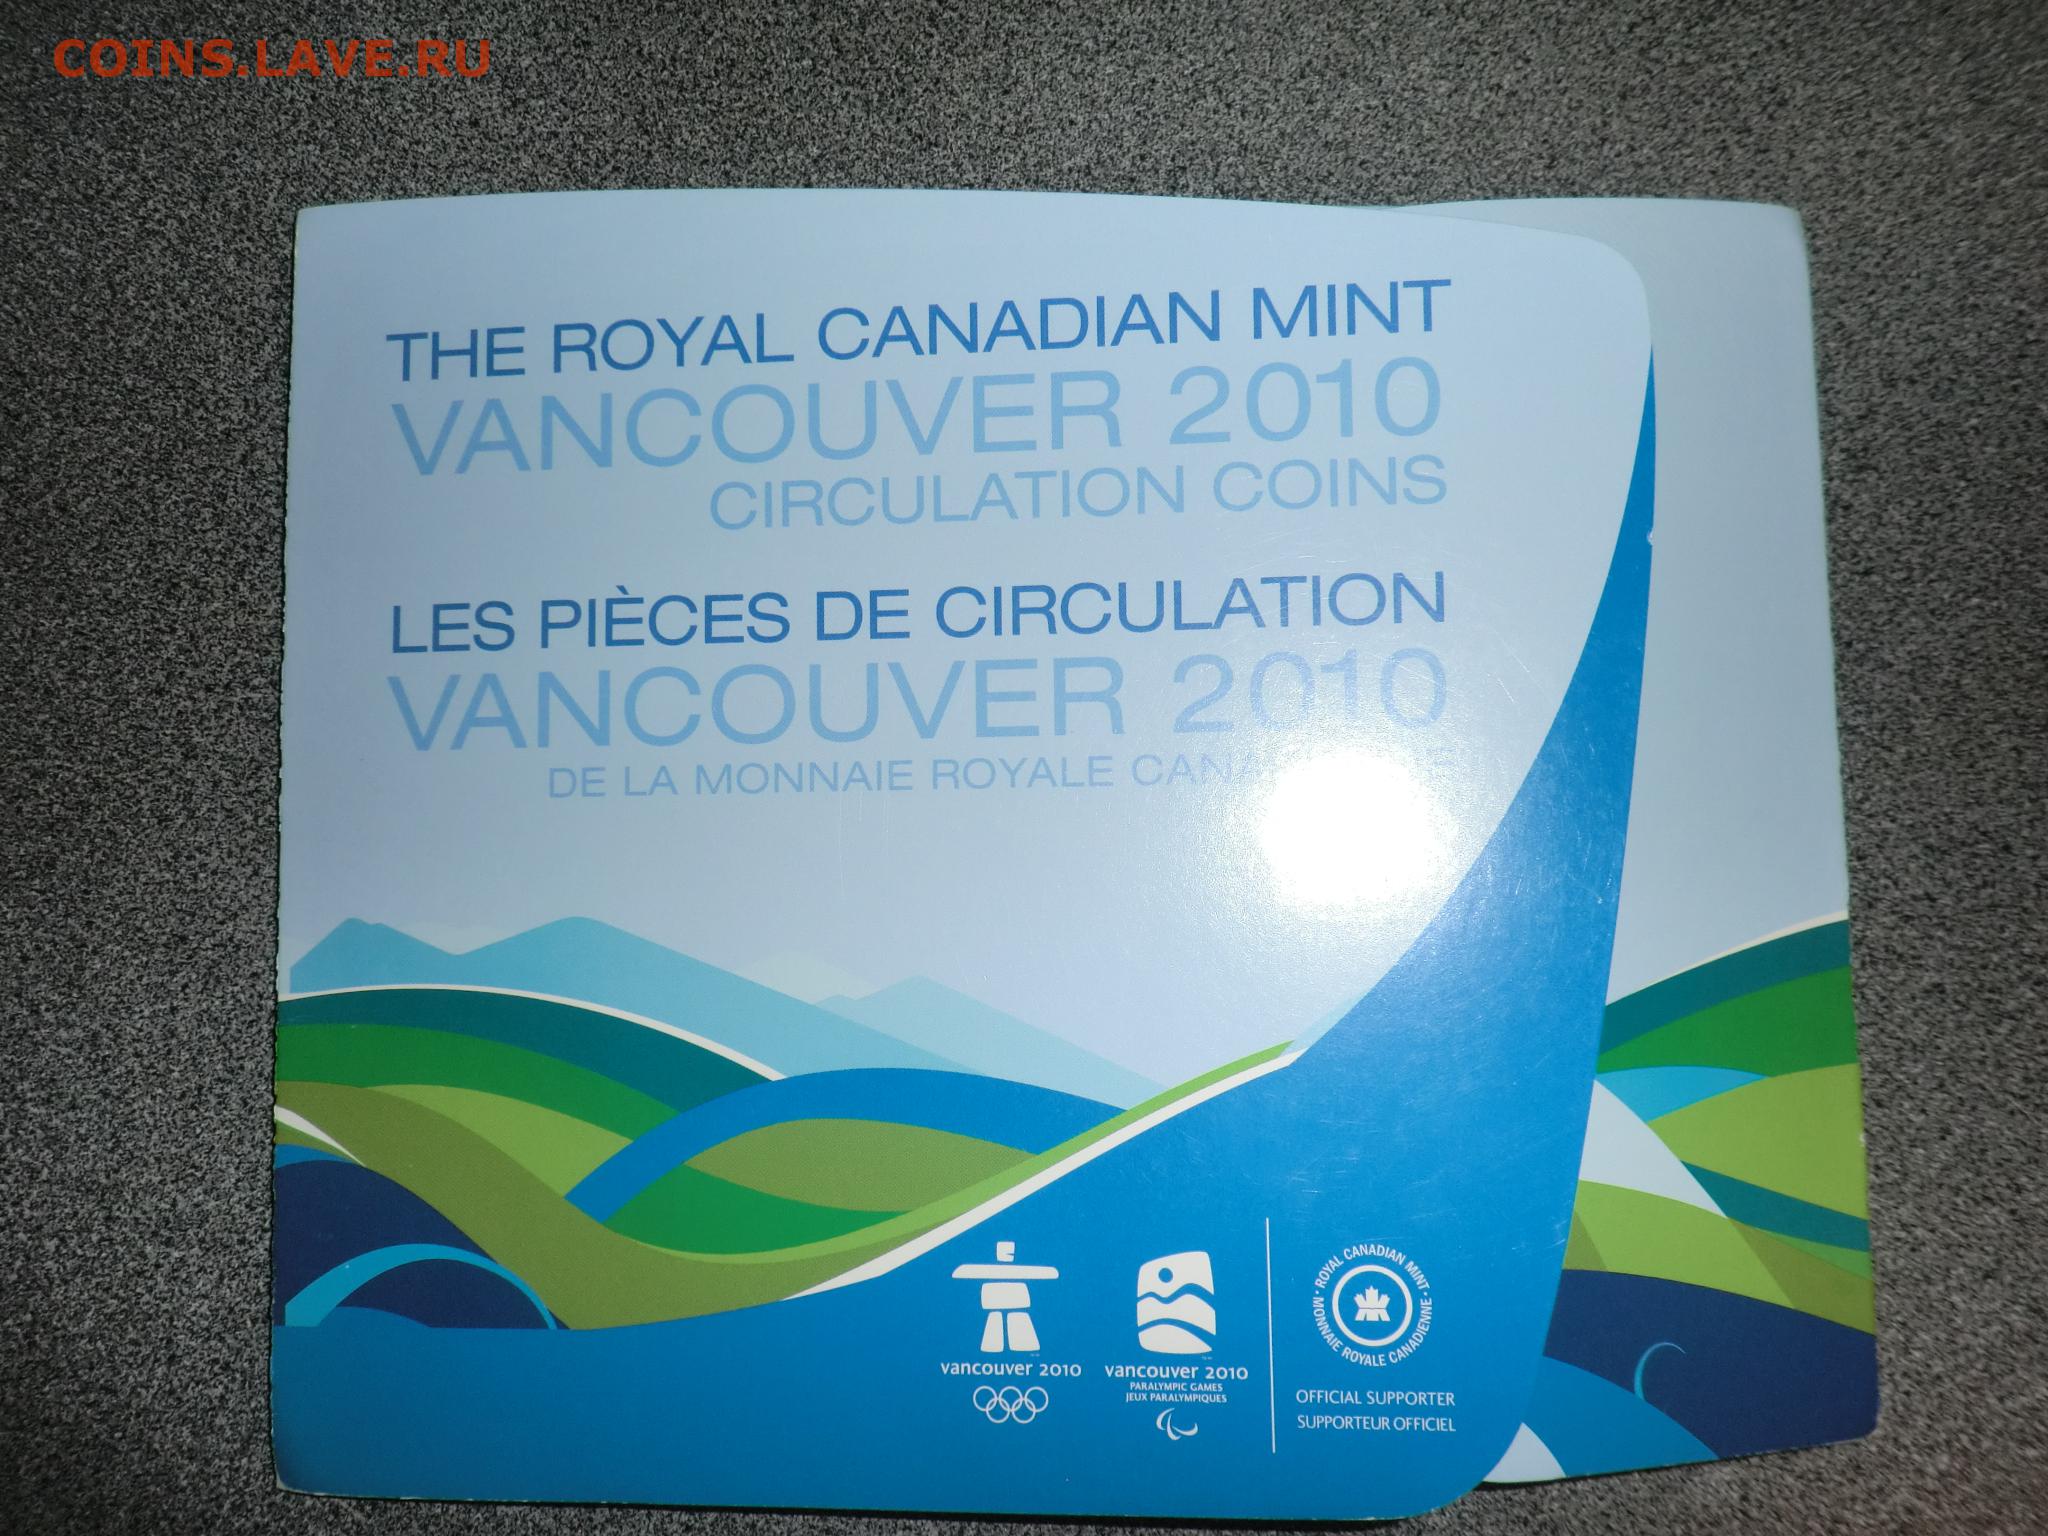 COINS.LAVE.RU
THE ROYAL CANADIAN MINT
VANCOUVER 2010
CIRCULATION COINS
LES PIÈCES DE CIRCULATION
VANCOUVER 2010
DE LA MONNAIE ROYALE
vancouver 2010
vancouver 2010
PARALYMPIC GAMES
JEUX PARALYMPIQUES
ROYAL CANADIAN MINT • MONNAIE ROYALE CANADIENNE •
OFFICIAL SUPPORTER
SUPPORTEUR OFFICIEL